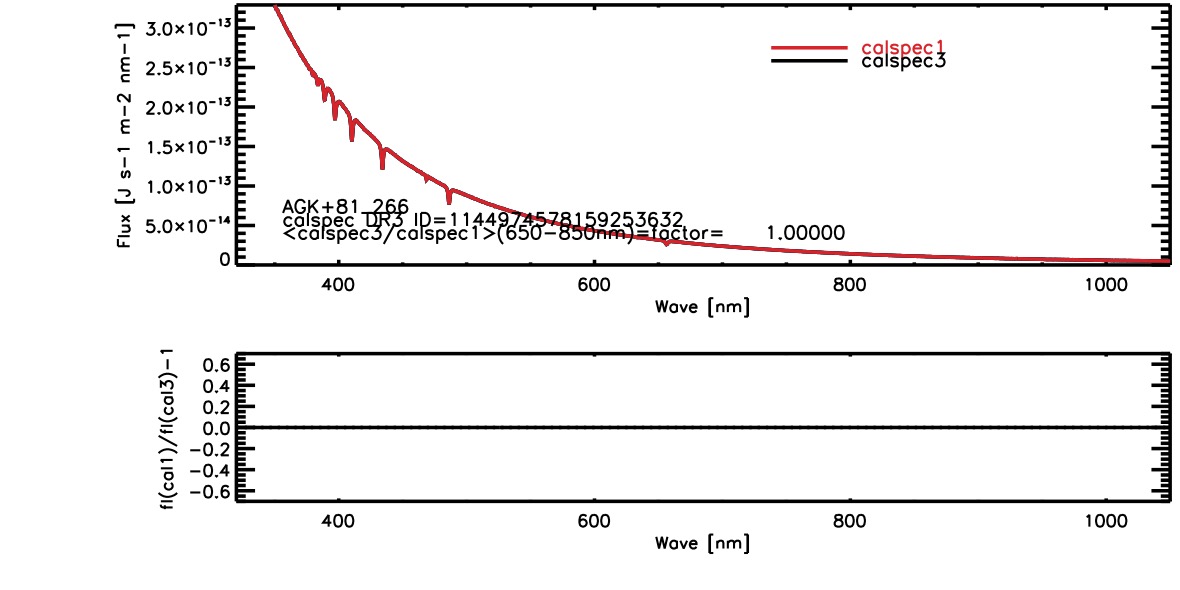 3.0×10−13
2.5×10−13
2.0×10−13
1.5×10−13
1.0×10−13
5.0×10−14
0
Flux [J s−1 m−2 nm−1]
calspec1
calspec3
AGK+81_266
calspec DR3 ID=1144974578159253632
<calspec3/calspec1>(650−850nm)=factor= 1.00000
400 600 800 1000
Wave [nm]
0.6
0.4
0.2
0.0
−0.2
−0.4
−0.6
fl(cal1)/fl(cal3)−1
400 600 800 1000
Wave [nm]